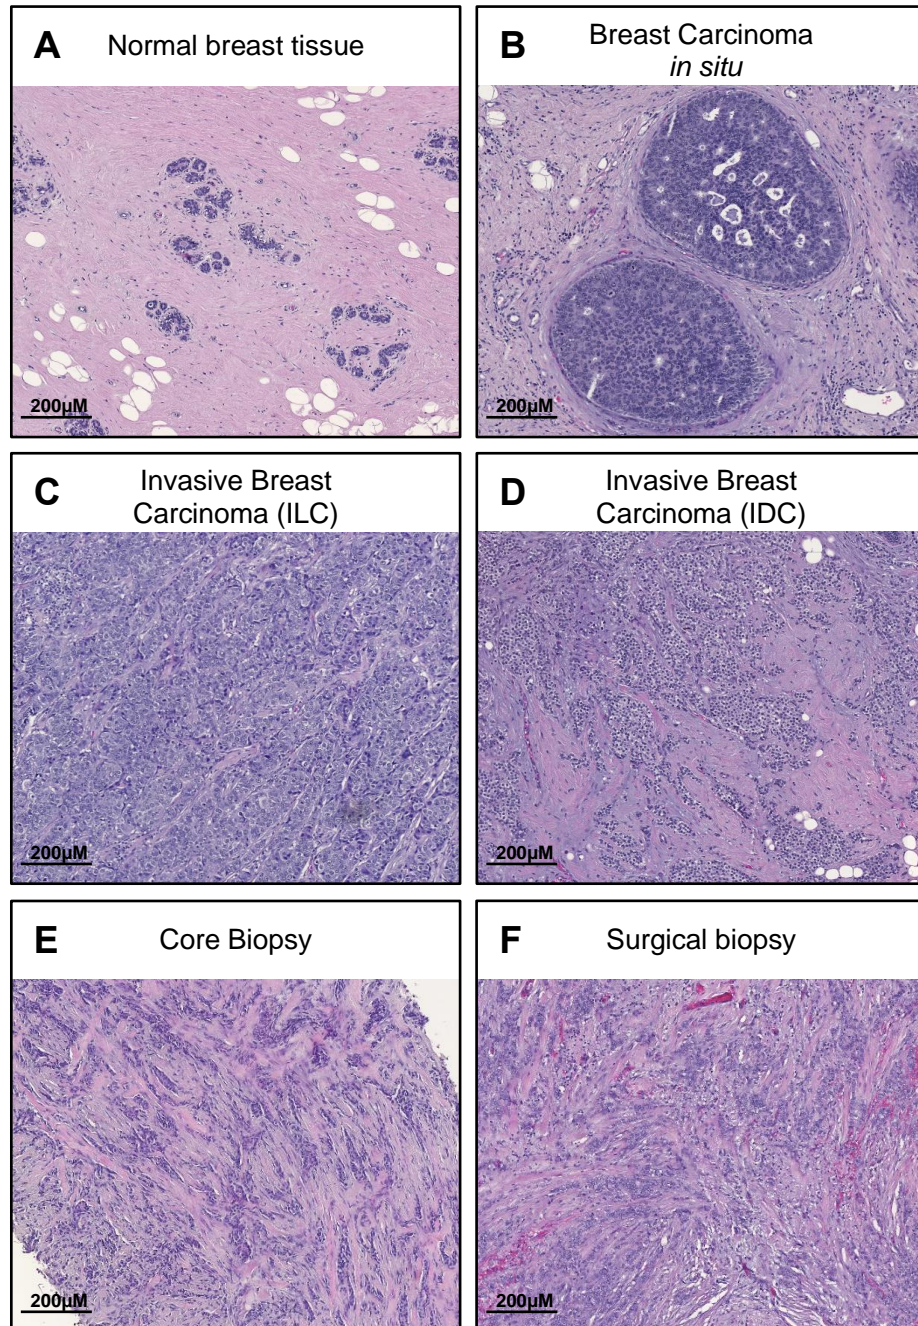 A
Normal breast tissue
200µM
B
Breast Carcinoma
in situ
200µM
C
Invasive Breast
Carcinoma (ILC)
200µM
D
Invasive Breast
Carcinoma (IDC)
200µM
E
Core Biopsy
200µM
F
Surgical biopsy
200µM